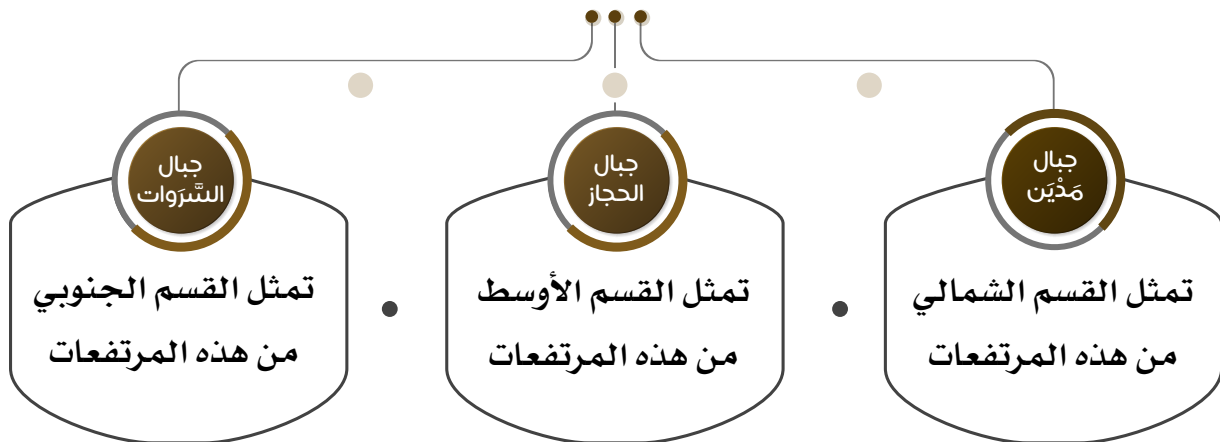 جبال
مَدْيَن
تمثل القسم الشمالي
من هذه المرتفعات
جبال
الحجاز
تمثل القسم الأوسط
من هذه المرتفعات
جبال
السَّرَوات
تمثل القسم الجنوبي
من هذه المرتفعات